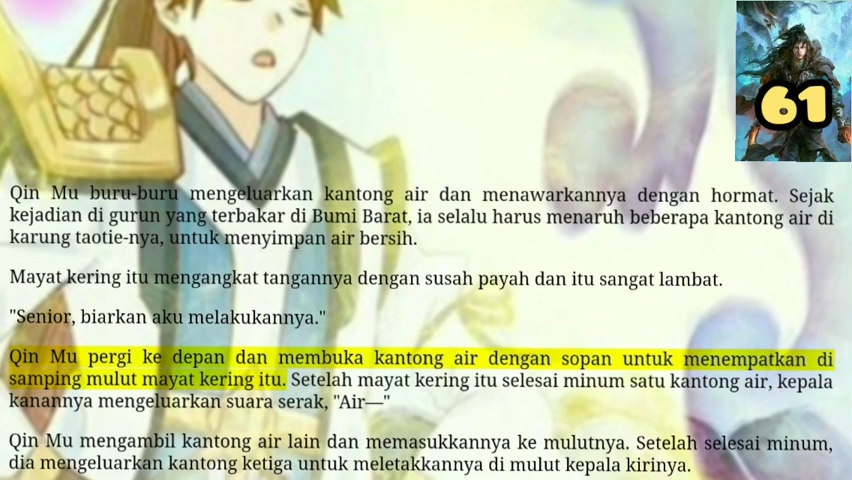 61
Qin Mu buru-buru mengeluarkan kantong air dan menawarkannya dengan hormat. Sejak
kejadian di gurun yang terbakar di Bumi Barat, ia selalu harus menaruh beberapa kantong air di
karung taotie-nya, untuk menyimpan air bersih.
Mayat kering itu mengangkat tangannya dengan susah payah dan itu sangat lambat.
"Senior, biarkan aku melakukannya."
Qin Mu pergi ke depan dan membuka kantong air dengan sopan untuk menempatkan di
samping mulut mayat kering itu. Setelah mayat kering itu selesai minum satu kantong air, kepala
kanannya mengeluarkan suara serak, "Air—"
Qin Mu mengambil kantong air lain dan memasukkannya ke mulutnya. Setelah selesai minum,
dia mengeluarkan kantong ketiga untuk meletakkannya di mulut kepala kirinya.